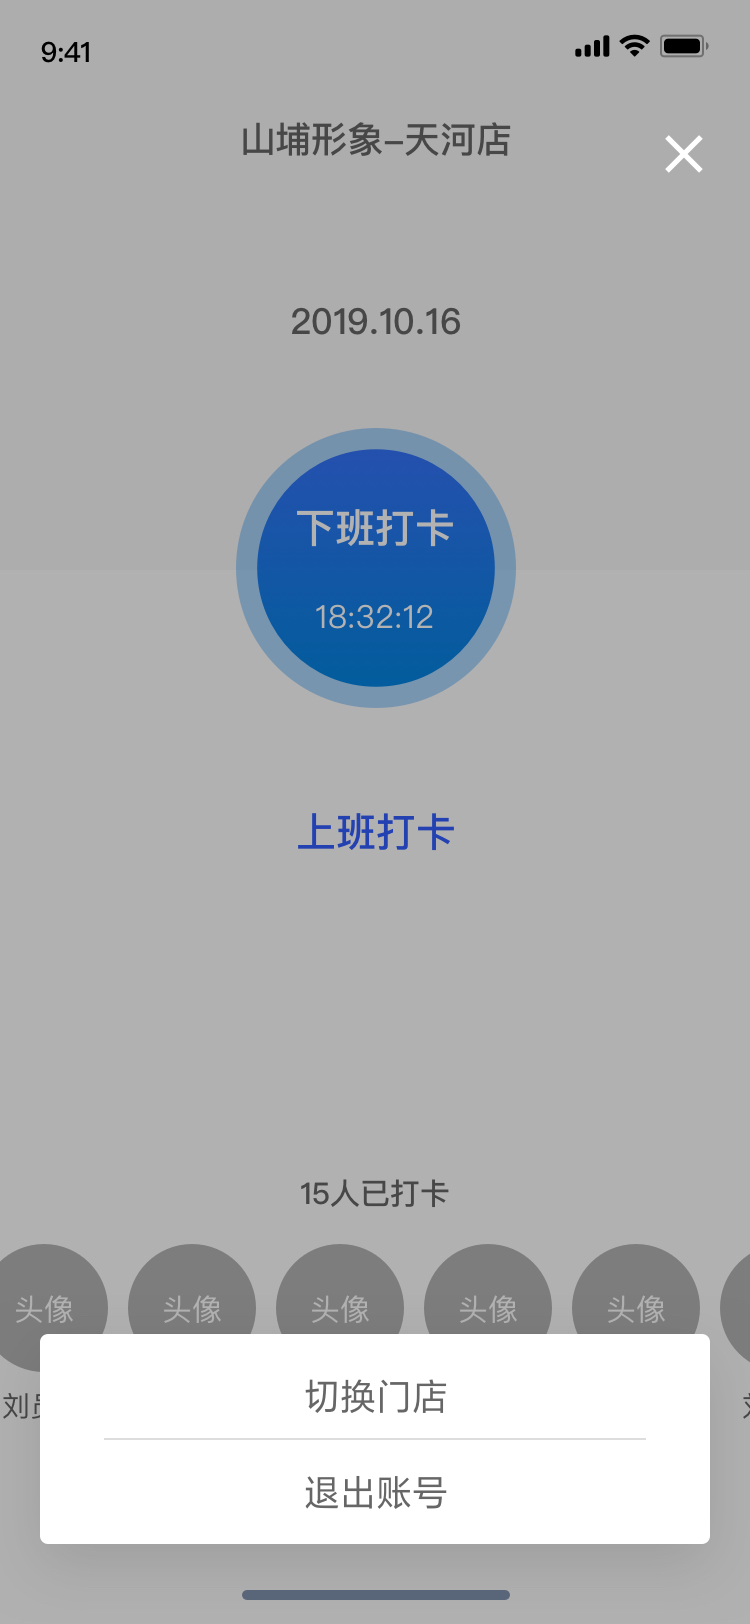 9:41
山埔形象–天河店
2019.10.16
下班打卡
18:32:12
上班打卡
15人已打卡
头像 头像 头像 头像 头像
刘
切换门店
退出账号